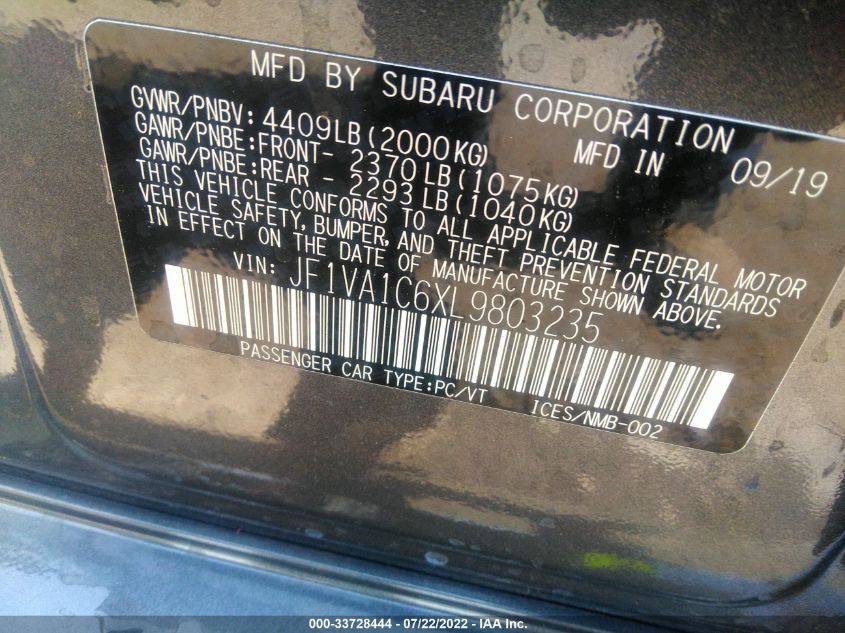 MFD BY SUBARU CORPORATION
GVWR/PNBV: 4409LB(2000KG) MFD IN 09/19
GAWR/PNBE:FRONT- 2370LB(1075KG)
GAWR/PNBE:REAR - 2293LB(1040KG)
THIS VEHICLE CONFORMS TO ALL APPLICABLE FEDERAL MOTOR
VEHICLE SAFETY, BUMPER, AND THEFT PREVENTION STANDARDS
IN EFFECT ON THE DATE OF MANUFACTURE SHOWN ABOVE.
VIN: JF1VA1C6XL9803235
PASSENGER CAR TYPE:PC/VT ICES/NMB-002
000-33728444 - 07/22/2022 - IAA Inc.